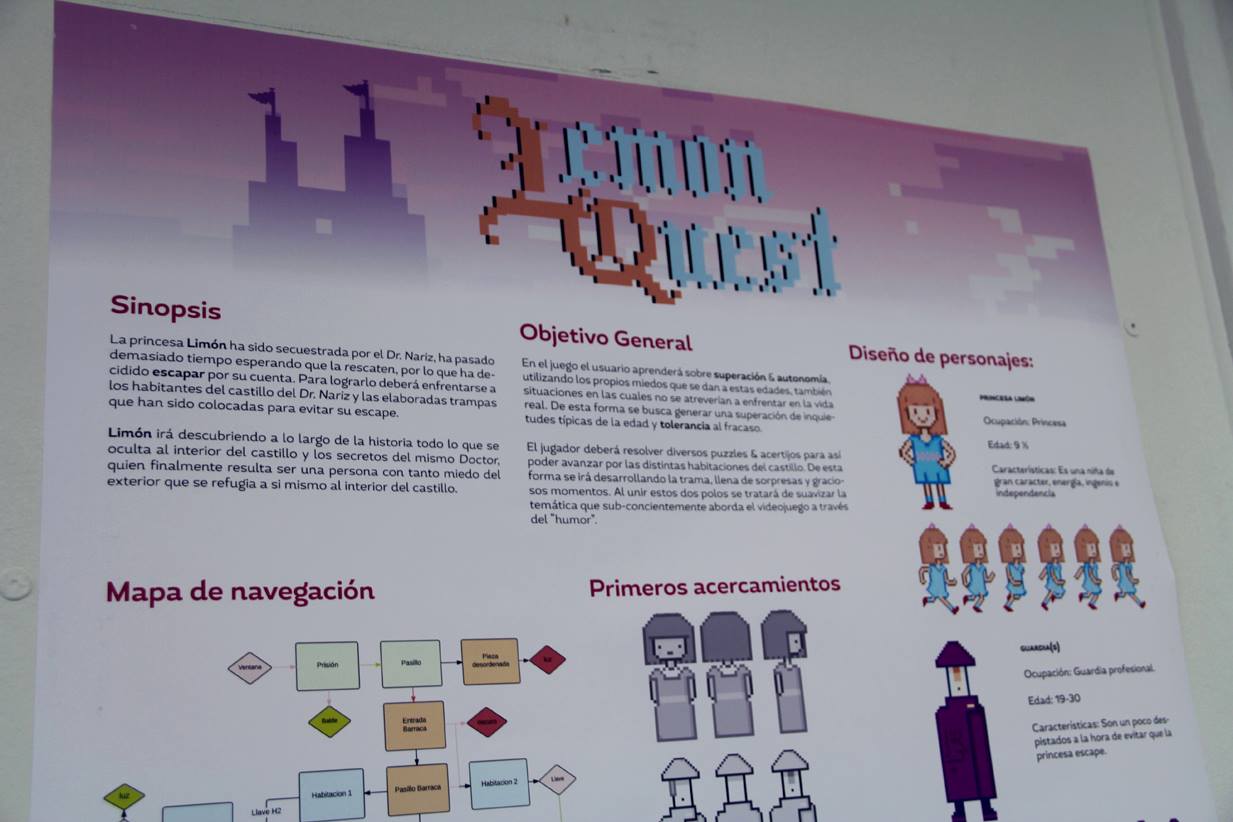 Lemon
Quest
Sinopsis
La princesa Limón ha sido secuestrada por el Dr. Nariz, ha pasado
demasiado tiempo esperando que la rescaten, por lo que ha de-
cidido escapar por su cuenta. Para lograrlo deberá enfrentarse a
los habitantes del castillo del Dr. Nariz y las elaboradas trampas
que han sido colocadas para evitar su escape.
Limón irá descubriendo a lo largo de la historia todo lo que se
oculta al interior del castillo y los secretos del mismo Doctor,
quien finalmente resulta ser una persona con tanto miedo del
exterior que se refugia a si mismo al interior del castillo.
Objetivo General
En el juego el usuario aprenderá sobre superación & autonomía,
utilizando los propios miedos que se dan a estas edades, también
situaciones en las cuales no se atreverían a enfrentar en la vida
real. De esta forma se busca generar una superación de inquie-
tudes típicas de la edad y tolerancia al fracaso.
El jugador deberá resolver diversos puzzles & acertijos para así
poder avanzar por las distintas habitaciones del castillo. De esta
forma se irá desarrollando la trama, llena de sorpresas y gracio-
sos momentos. Al unir estos dos polos se tratará de suavizar la
temática que sub-concientemente aborda el videojuego a través
del "humor".
Diseño de personajes:
PRINCESA LIMÓN
Ocupación: Princesa
Edad: 9 ½
Características: Es una niña de
gran caracter, energía, ingenio e
independencia
GUARDIA(S)
Ocupación: Guardia profesional.
Edad: 19-30
Características: Son un poco des-
pistados a la hora de evitar que la
princesa escape.
Mapa de navegación
Ventana
Prisión
Pasillo
Pieza
desordenada
luz
Balde
Entrada
Barraca
luz
Llave H2
Habitacion 1
Pasillo Barraca
Habitacion 2
Llave
Primeros acercamientos